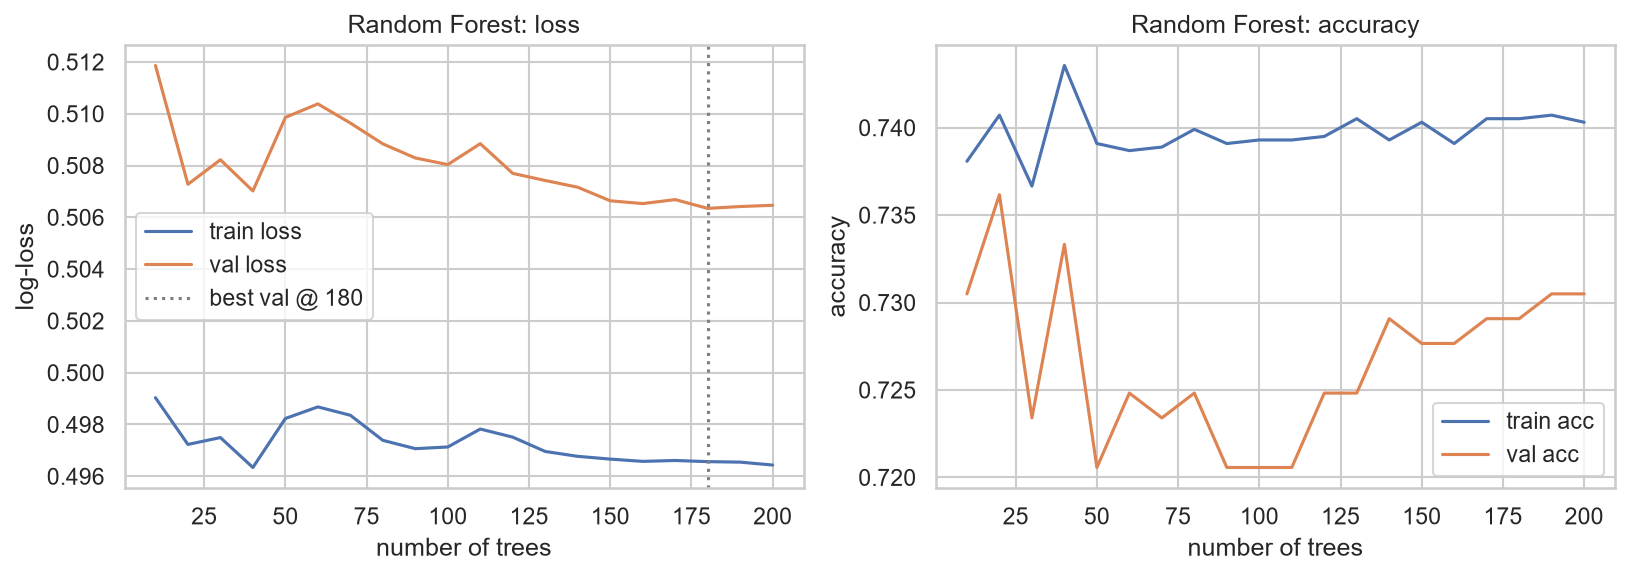 Random Forest: loss
0.512
0.510
0.508
0.506
0.504
0.502
0.500
0.498
0.496
log-loss
train loss
val loss
best val @ 180
25 50 75 100 125 150 175 200
number of trees
Random Forest: accuracy
0.740
0.735
0.730
0.725
0.720
accuracy
train acc
val acc
25 50 75 100 125 150 175 200
number of trees